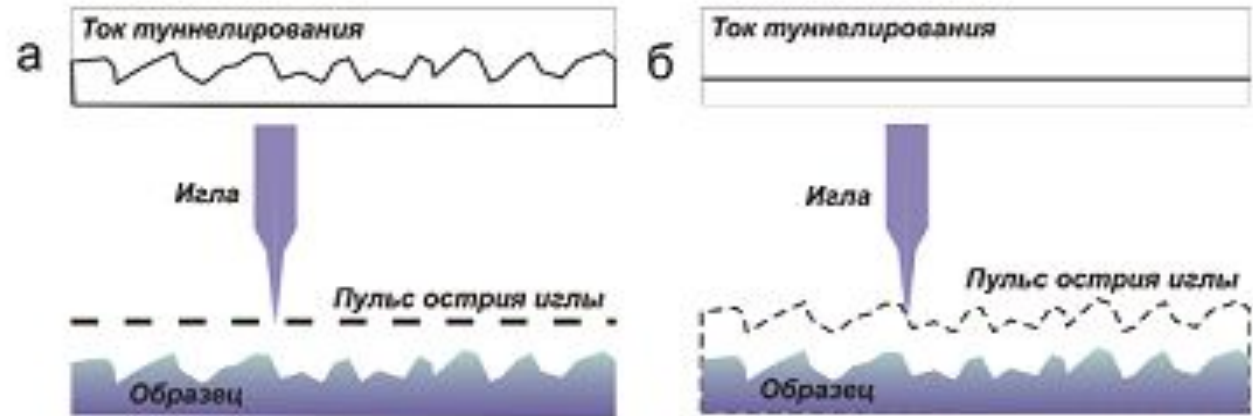 а
Ток туннелирования
Игла
Пульс острия иглы
Образец
б
Ток туннелирования
Игла
Пульс острия иглы
Образец